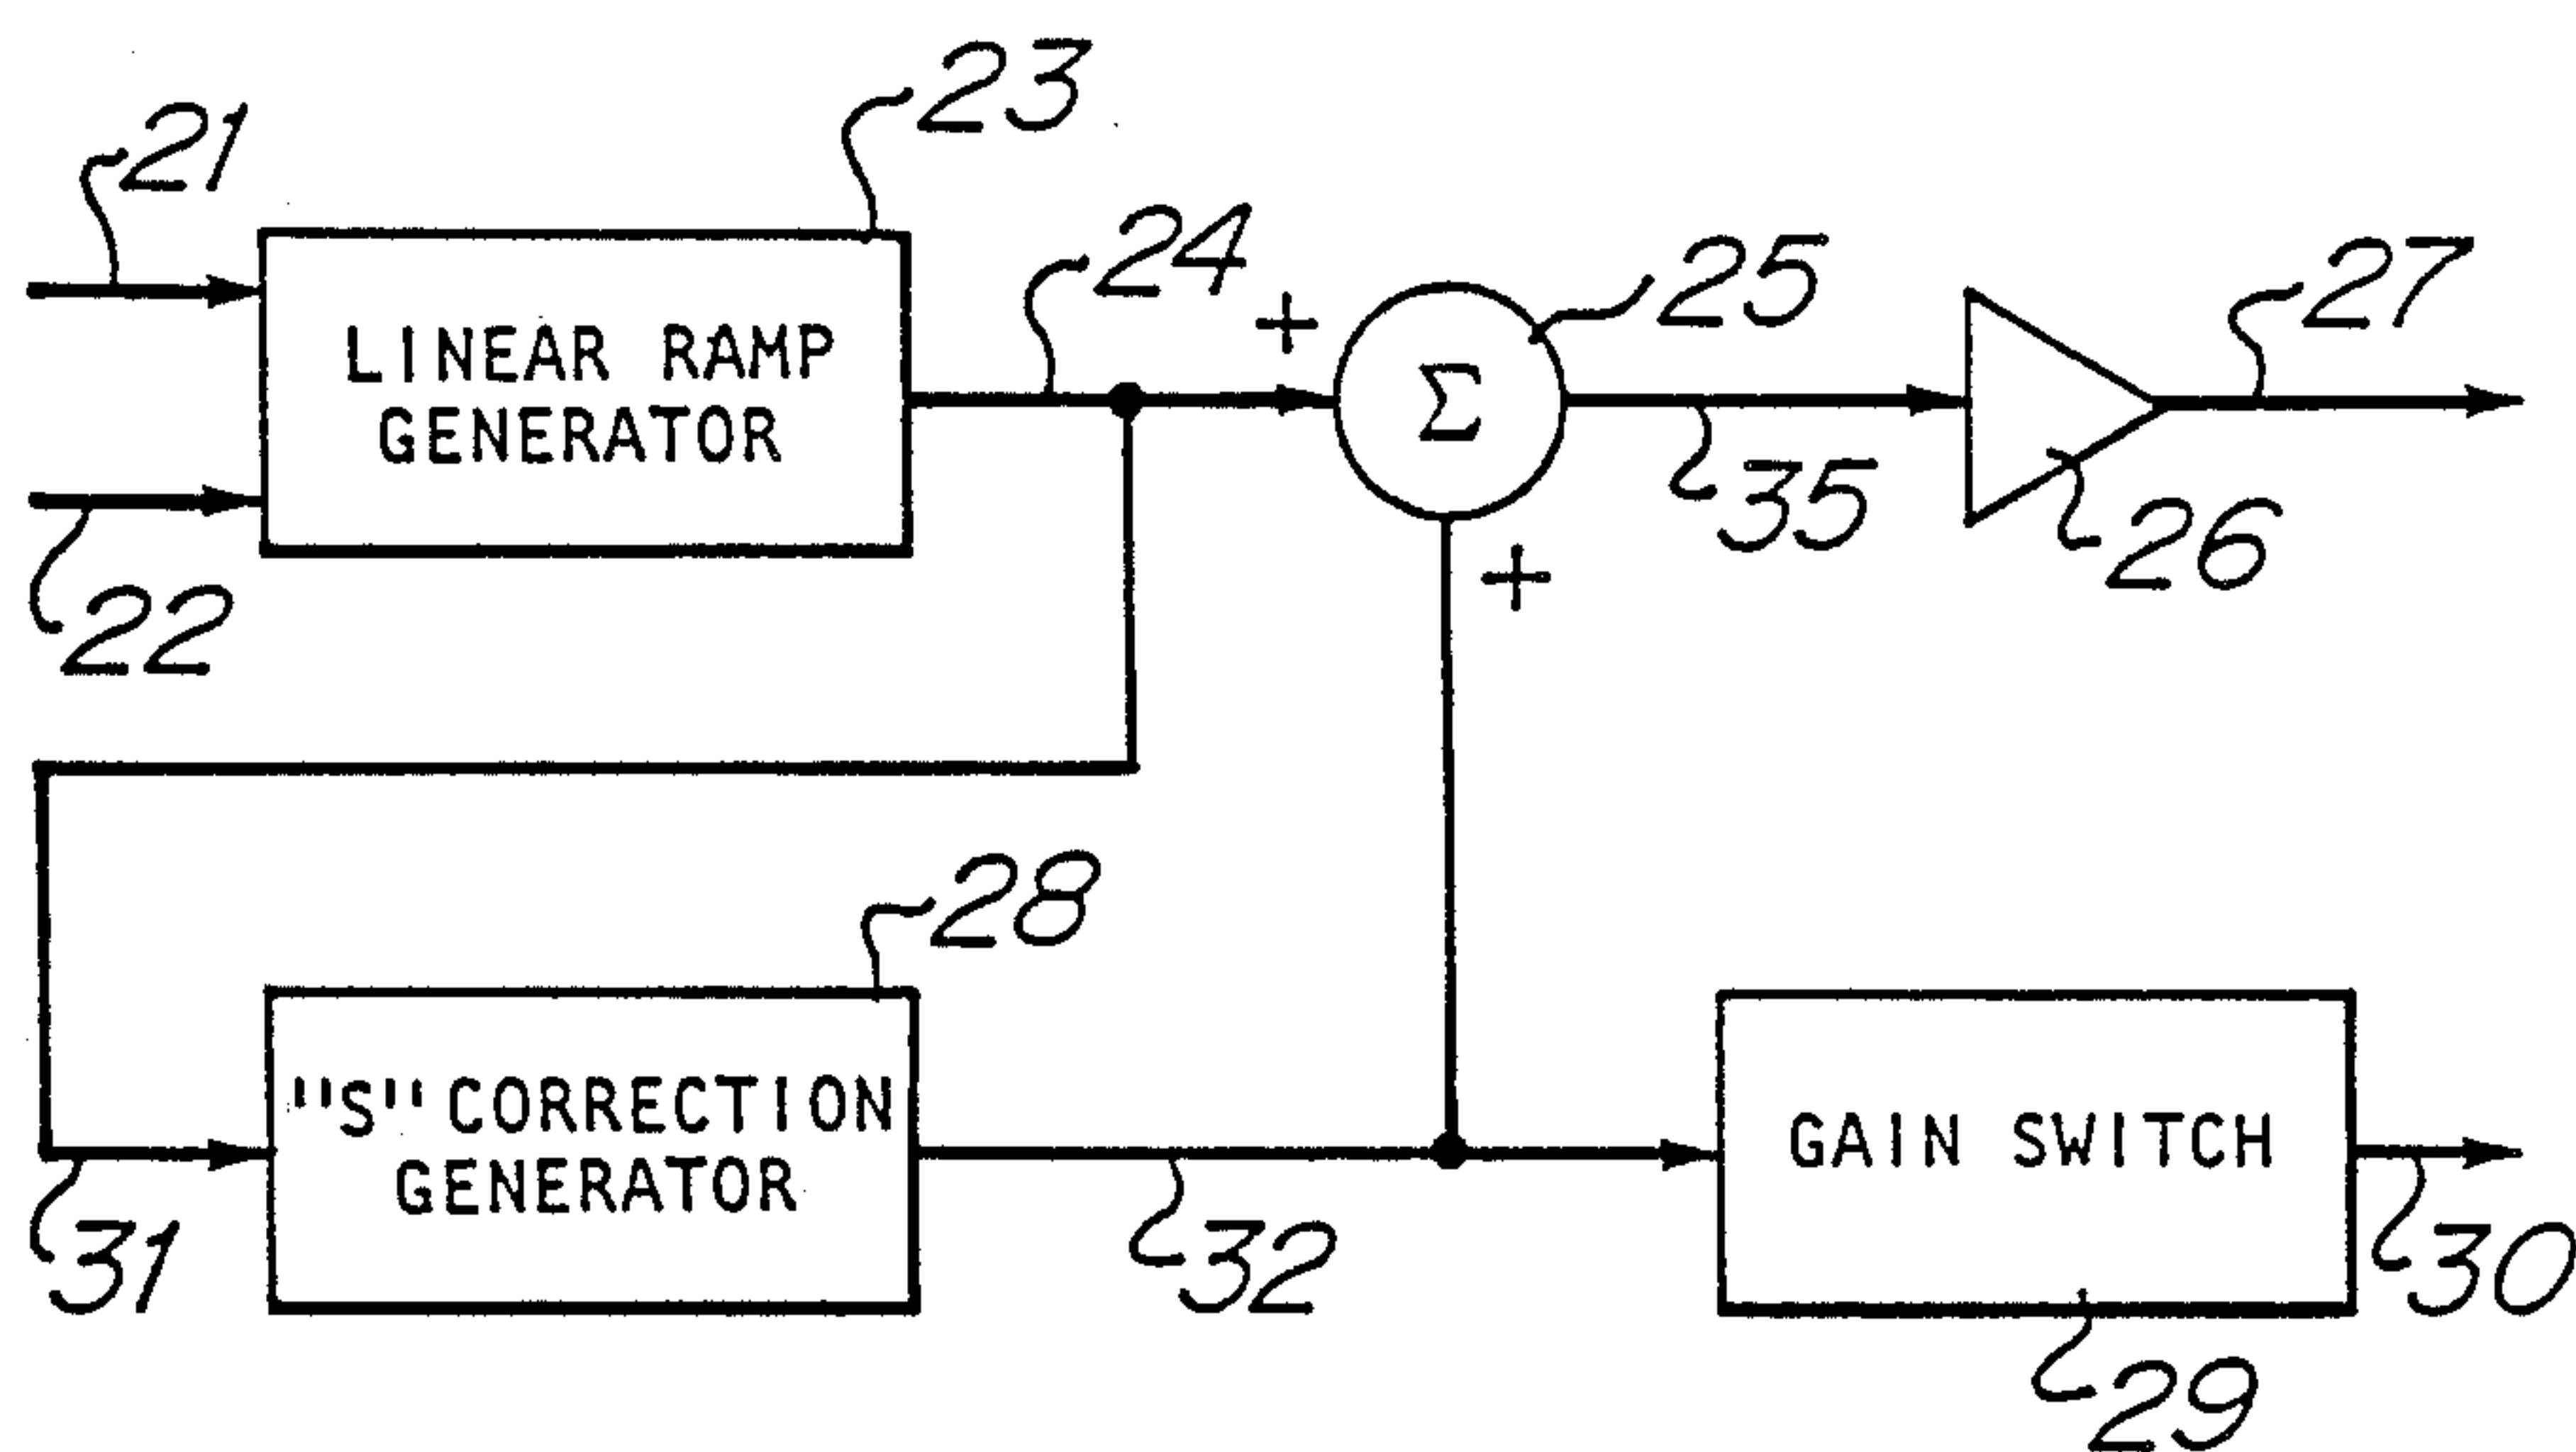 21
23
24
+
25
27
LINEAR RAMP
GENERATOR
Σ
35
26
22
+
28
"S" CORRECTION
GENERATOR
GAIN SWITCH
31
32
30
29